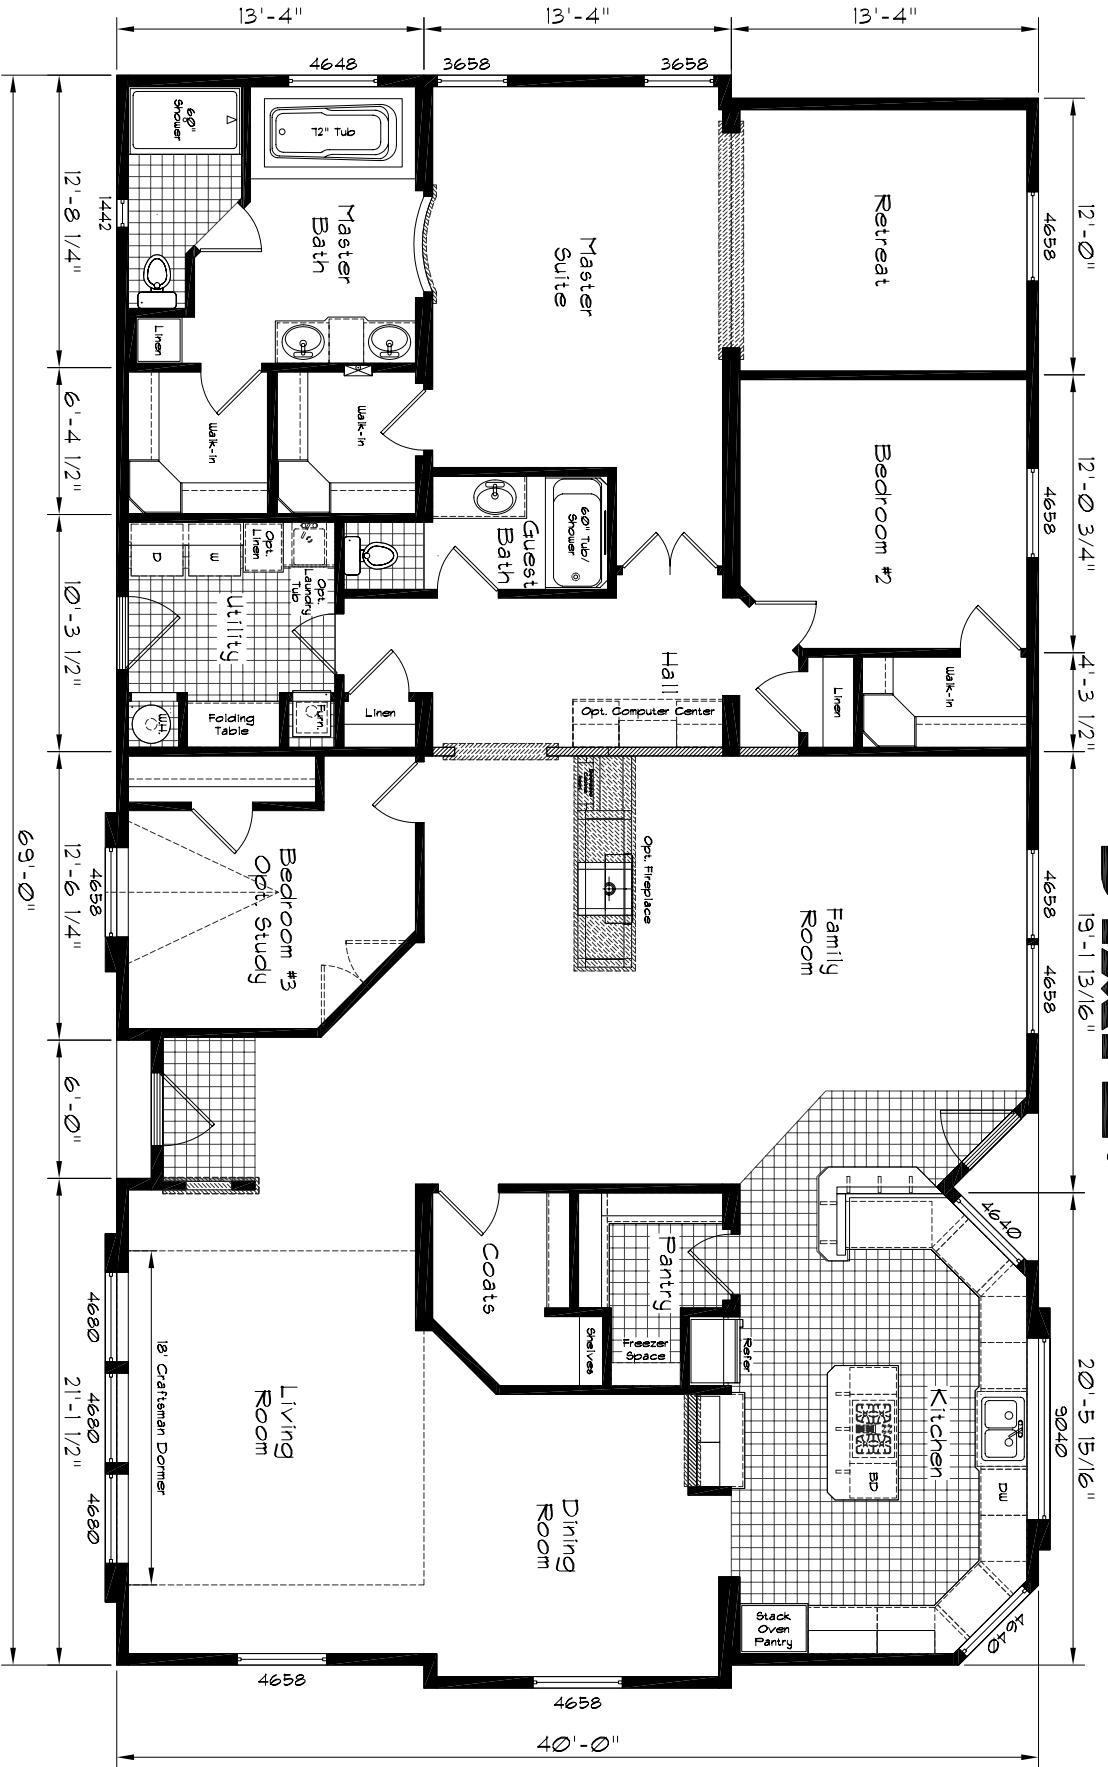 13'-4"
13'-4"
13'-4"
4648
3658
3658
60"
Shower
72" Tub
12'-8 1/4"
1442
Master
Bath
Master
Suite
Retreat
4658
12'-0"
Linen
6'-4 1/2"
Walk-in
Walk-in
Bedroom #2
4658
12'-0 3/4"
Guest
Bath
60" Tub/
Shower
D
W
Opt.
Linen
Opt.
Laundry
Tub
Utility
10'-3 1/2"
Hall
Walk-in
Linen
4'-3 1/2"
W.H.
Folding
Table
Furn.
Linen
Opt. Computer Center
69'-0"
12'-6 1/4"
4658
Bedroom #3
Opt. Study
Opt. Fireplace
Family
Room
4658
4658
19'-1 13/16"
6'-0"
4640
Coats
Pantry
Shelves
Freezer
Space
Refer
4680
4680
4680
21'-1 1/2"
18' Craftsman Dormer
Living
Room
Dining
Room
Kitchen
BD
DW
9040
20'-5 15/16"
Stack
Oven
Pantry
4640
4658
4658
40'-0"